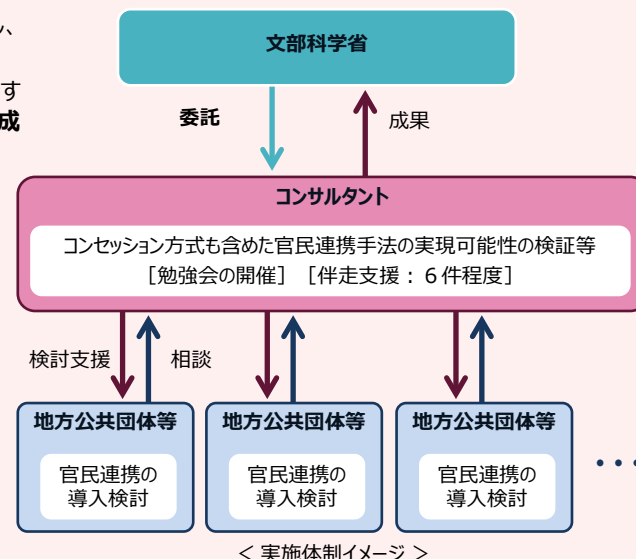 す
成
文部科学省
委託
成果
コンサルタント
コンセッション方式も含めた官民連携手法の実現可能性の検証等
[勉強会の開催] [伴走支援:6件程度]
検討支援
相談
地方公共団体等
官民連携の
導入検討
地方公共団体等
官民連携の
導入検討
地方公共団体等
官民連携の
導入検討
・・・
< 実施体制イメージ >